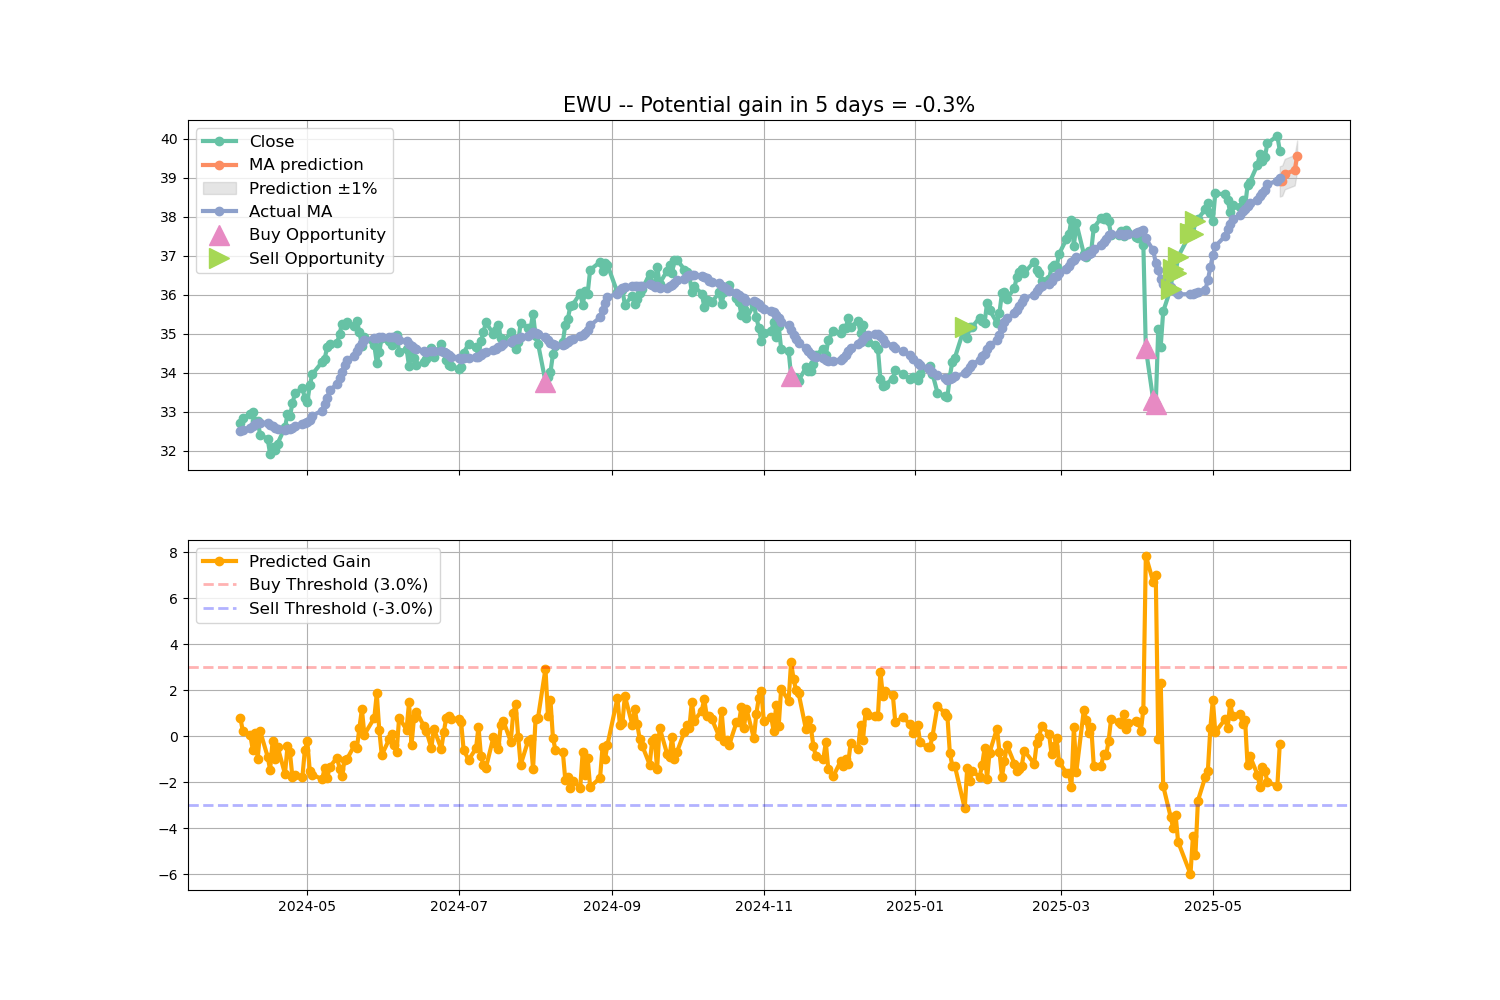 EWU -- Potential gain in 5 days = -0.3%
Close
MA prediction
Prediction ±1%
Actual MA
Buy Opportunity
Sell Opportunity
40
39
38
37
36
35
34
33
32
Predicted Gain
Buy Threshold (3.0%)
Sell Threshold (-3.0%)
8
6
4
2
0
−2
−4
−6
2024-05 2024-07 2024-09 2024-11 2025-01 2025-03 2025-05